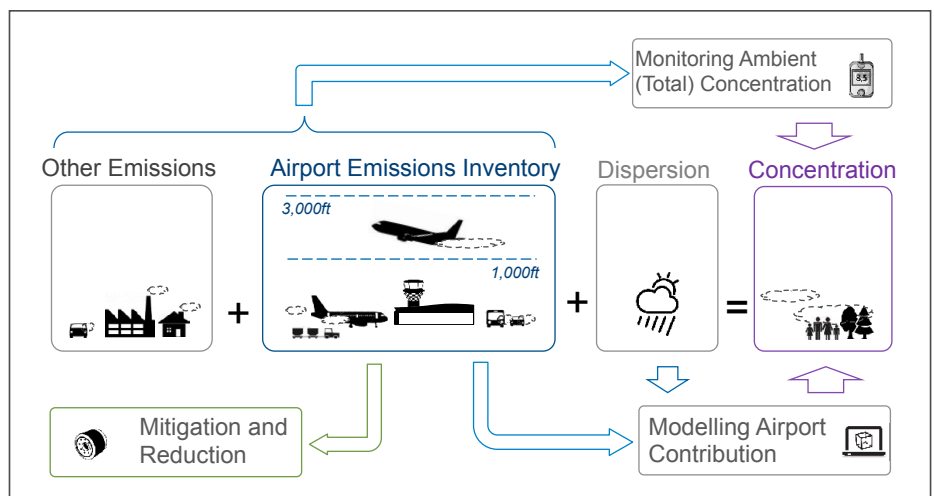 Monitoring Ambient
(Total) Concentration
8.5
Other Emissions
Airport Emissions Inventory
Dispersion
Concentration
3,000ft
1,000ft
+
+
=
Mitigation and
Reduction
Modelling Airport
Contribution